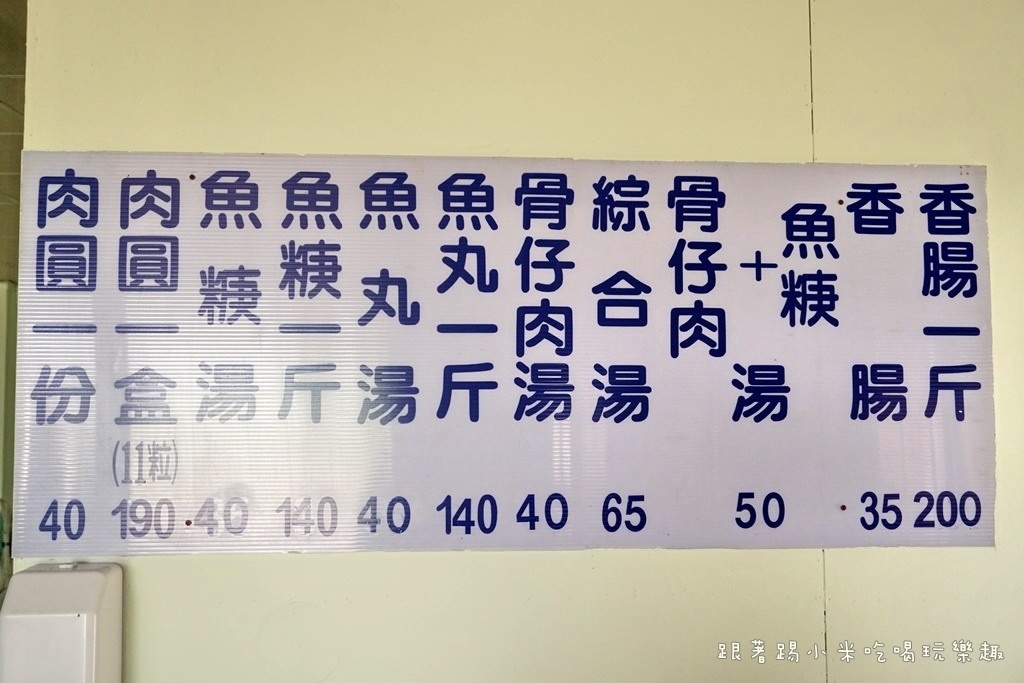 肉圓一份 40
肉圓一盒(11粒) 190
魚糠湯 40
魚糠一斤 140
魚丸湯 40
魚丸一斤 140
骨仔肉湯 40
綜合湯 65
骨仔肉+魚糠湯 50
香腸 35
香腸一斤 200
跟著踢小米吃喝玩樂趣